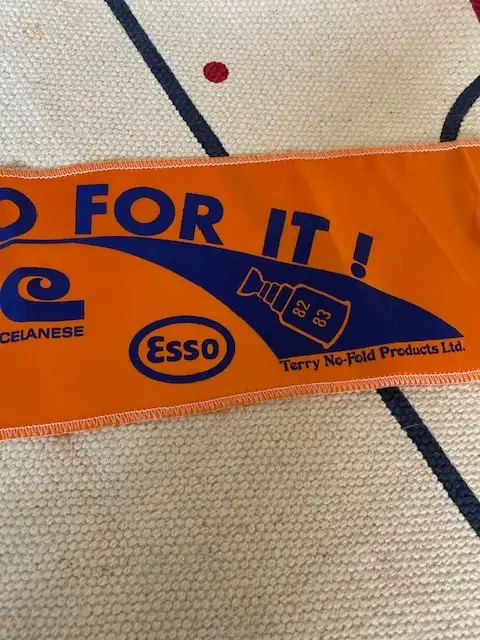 O FOR IT!
CELANESE
Esso
82
83
Terry No-Fold Products Ltd.